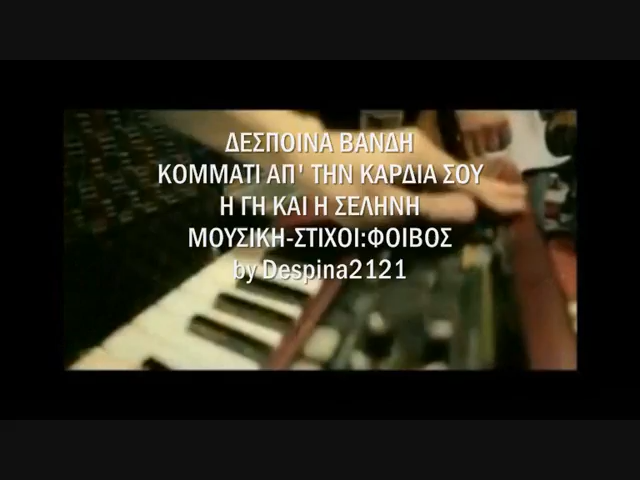 ΔΕΣΠΟΙΝΑ ΒΑΝΔΗ
ΚΟΜΜΑΤΙ ΑΠ' ΤΗΝ ΚΑΡΔΙΑ ΣΟΥ
Η ΓΗ ΚΑΙ Η ΣΕΛΗΝΗ
ΜΟΥΣΙΚΗ-ΣΤΙΧΟΙ:ΦΟΙΒΟΣ
by Despina2121